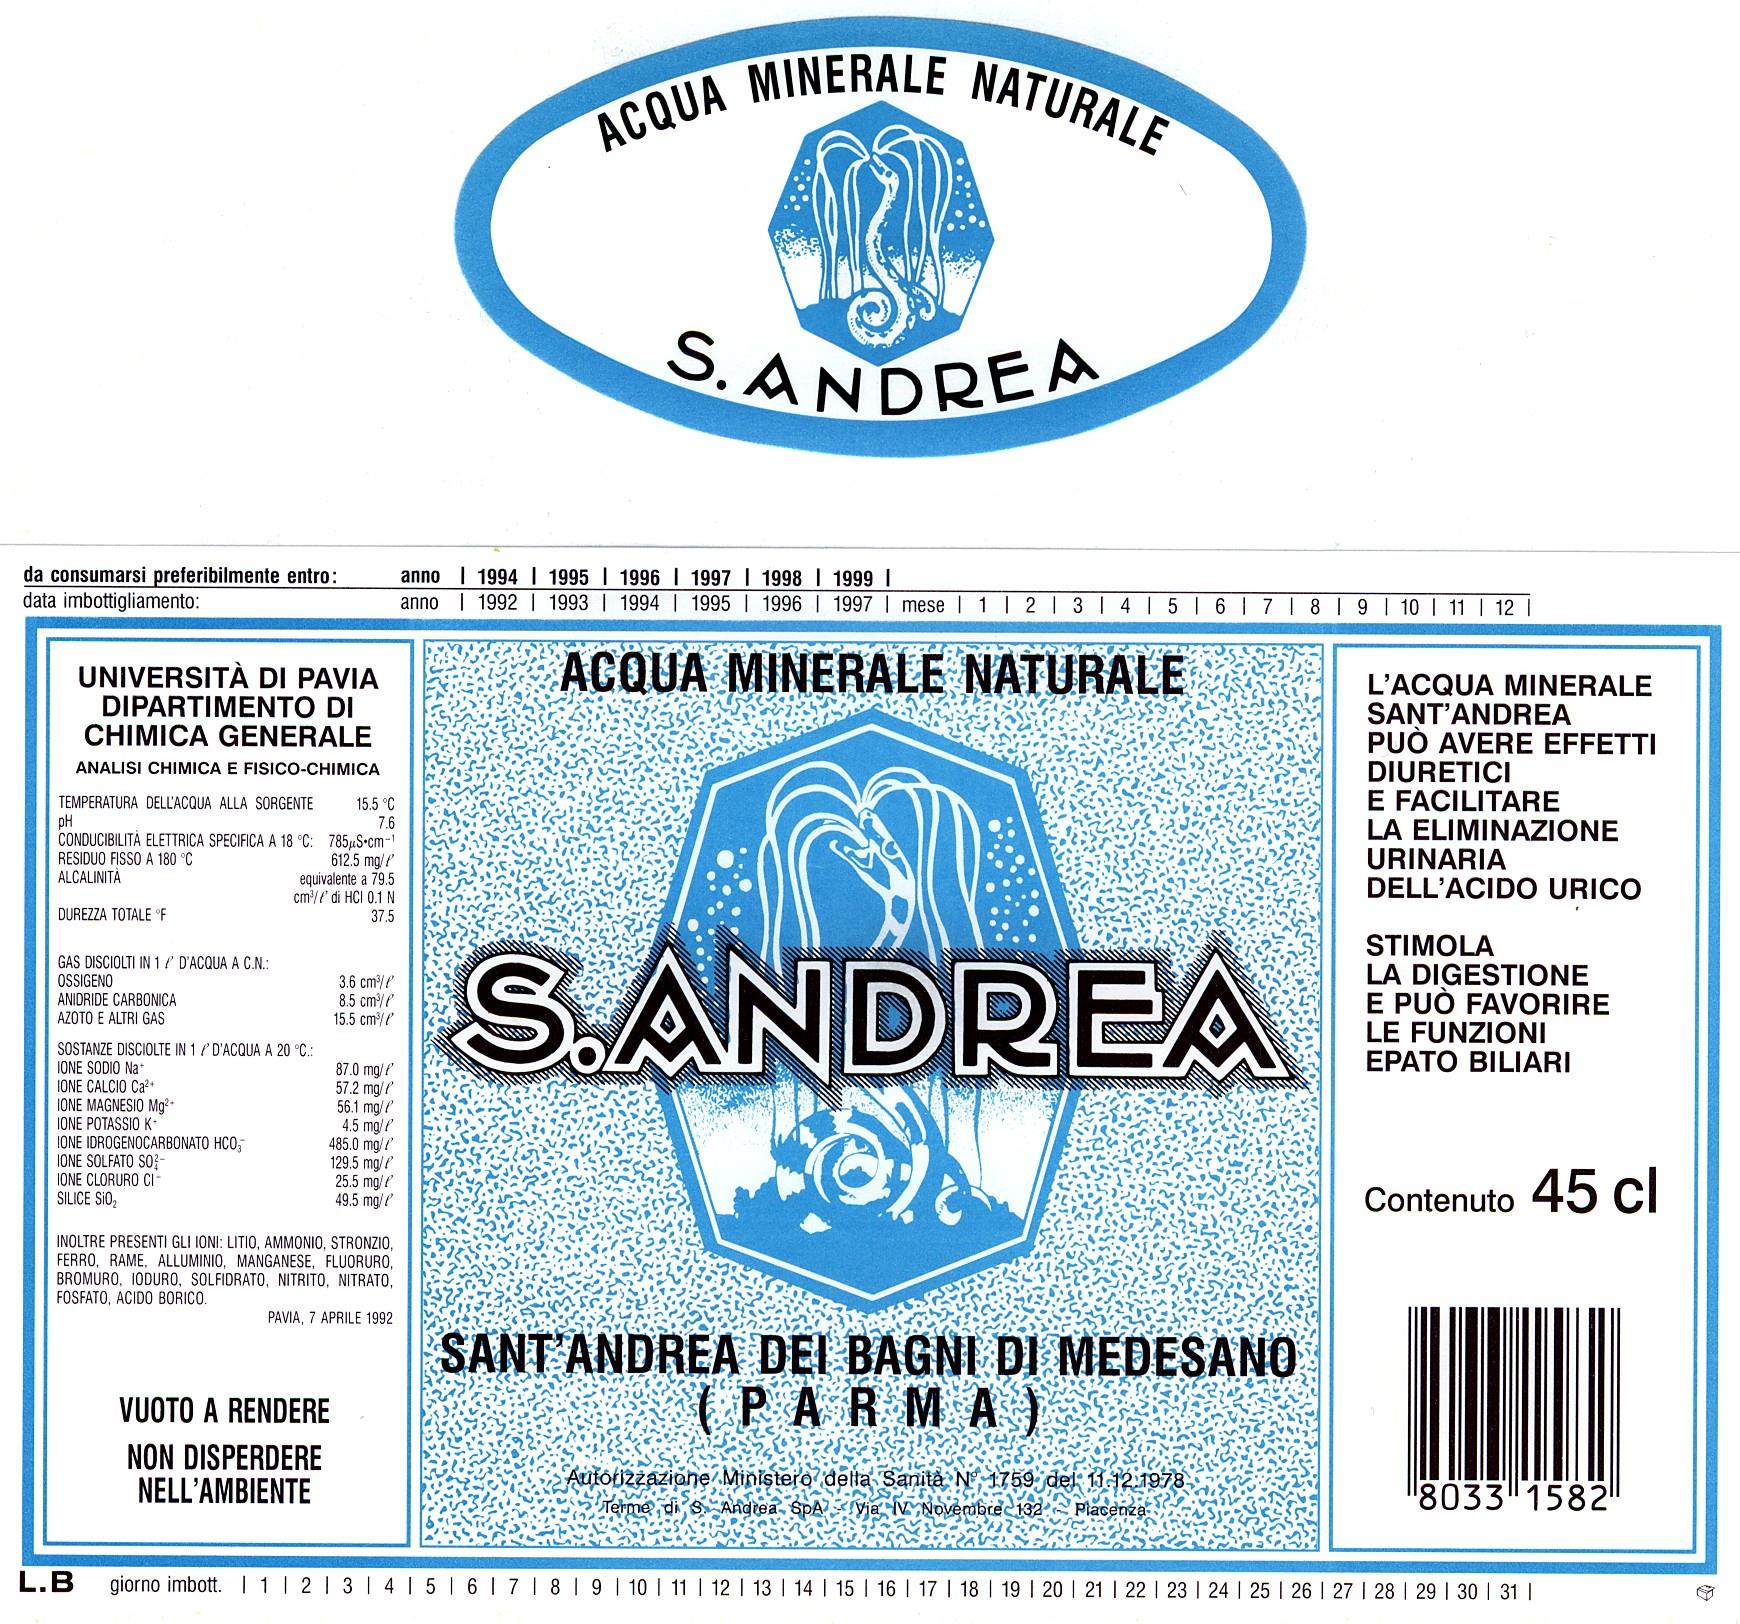 ACQUA MINERALE NATURALE
S. ANDREA
da consumarsi preferibilmente entro: anno | 1994 | 1995 | 1996 | 1997 | 1998 | 1999 |
data imbottigliamento: anno | 1992 | 1993 | 1994 | 1995 | 1996 | 1997 | mese | 1 | 2 | 3 | 4 | 5 | 6 | 7 | 8 | 9 | 10 | 11 | 12 |
UNIVERSITÀ DI PAVIA
DIPARTIMENTO DI
CHIMICA GENERALE
ANALISI CHIMICA E FISICO-CHIMICA
TEMPERATURA DELL'ACQUA ALLA SORGENTE 15.5 °C
pH 7.6
CONDUCIBILITÀ ELETTRICA SPECIFICA A 18 °C: 785µS•cm⁻¹
RESIDUO FISSO A 180 °C 612.5 mg/ℓ
ALCALINITÀ equivalente a 79.5
cm³/ℓ di HCl 0.1 N
DUREZZA TOTALE °F 37.5
GAS DISCIOLTI IN 1 ℓ D'ACQUA A C.N.:
OSSIGENO 3.6 cm³/ℓ
ANIDRIDE CARBONICA 8.5 cm³/ℓ
AZOTO E ALTRI GAS 15.5 cm³/ℓ
SOSTANZE DISCIOLTE IN 1 ℓ D'ACQUA A 20 °C.:
IONE SODIO Na⁺ 87.0 mg/ℓ
IONE CALCIO Ca²⁺ 57.2 mg/ℓ
IONE MAGNESIO Mg²⁺ 56.1 mg/ℓ
IONE POTASSIO K⁺ 4.5 mg/ℓ
IONE IDROGENOCARBONATO HCO₃⁻ 485.0 mg/ℓ
IONE SOLFATO SO₄²⁻ 129.5 mg/ℓ
IONE CLORURO Cl⁻ 25.5 mg/ℓ
SILICE SiO₂ 49.5 mg/ℓ
INOLTRE PRESENTI GLI IONI: LITIO, AMMONIO, STRONZIO,
FERRO, RAME, ALLUMINIO, MANGANESE, FLUORURO,
BROMURO, IODURO, SOLFIDRATO, NITRITO, NITRATO,
FOSFATO, ACIDO BORICO.
PAVIA, 7 APRILE 1992
VUOTO A RENDERE
NON DISPERDERE
NELL'AMBIENTE
ACQUA MINERALE NATURALE
S.ANDREA
SANT'ANDREA DEI BAGNI DI MEDESANO
(PARMA)
Autorizzazione Ministero della Sanità N° 1759 del 11.12.1978
Terme di S. Andrea SpA - Via IV Novembre 132 - Piacenza
L'ACQUA MINERALE
SANT'ANDREA
PUÒ AVERE EFFETTI
DIURETICI
E FACILITARE
LA ELIMINAZIONE
URINARIA
DELL'ACIDO URICO
STIMOLA
LA DIGESTIONE
E PUÒ FAVORIRE
LE FUNZIONI
EPATO BILIARI
Contenuto 45 cl
8033 1582
L.B giorno imbott. | 1 | 2 | 3 | 4 | 5 | 6 | 7 | 8 | 9 | 10 | 11 | 12 | 13 | 14 | 15 | 16 | 17 | 18 | 19 | 20 | 21 | 22 | 23 | 24 | 25 | 26 | 27 | 28 | 29 | 30 | 31 |